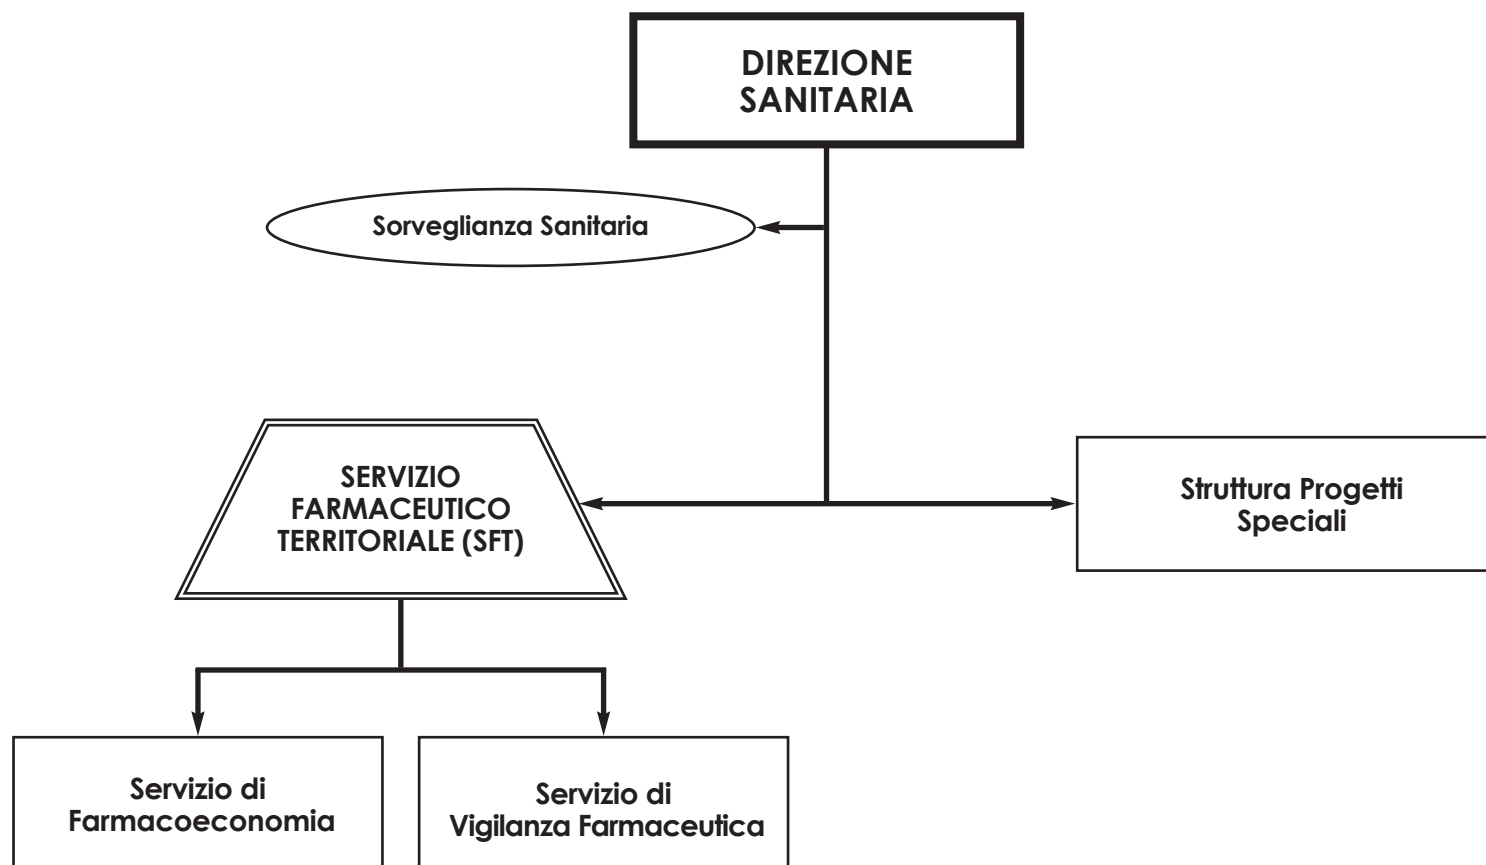 DIREZIONE
SANITARIA
Sorveglianza Sanitaria
SERVIZIO
FARMACEUTICO
TERRITORIALE (SFT)
Struttura Progetti
Speciali
Servizio di
Farmacoeconomia
Servizio di
Vigilanza Farmaceutica